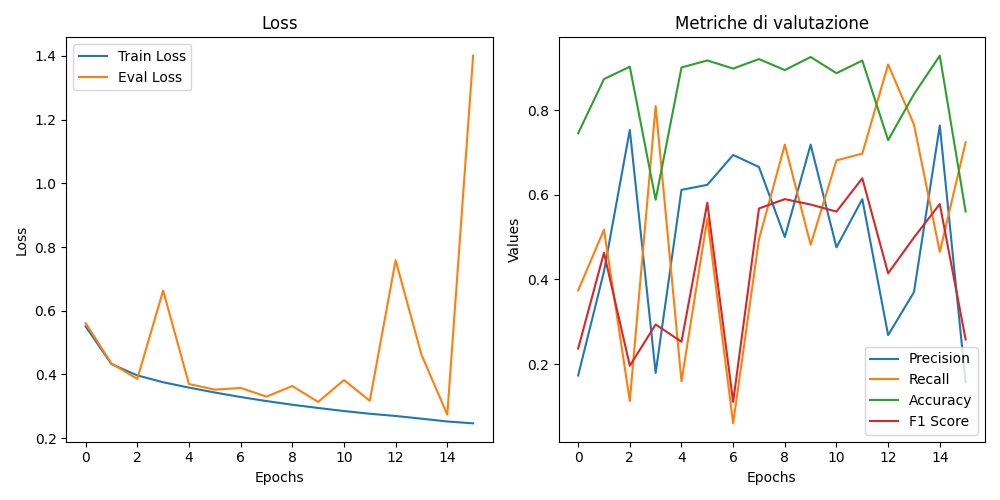 Loss
1.4
1.2
1.0
0.8
0.6
0.4
0.2
Loss
Train Loss
Eval Loss
0 2 4 6 8 10 12 14
Epochs
Metriche di valutazione
0.8
0.6
0.4
0.2
Values
Precision
Recall
Accuracy
F1 Score
0 2 4 6 8 10 12 14
Epochs